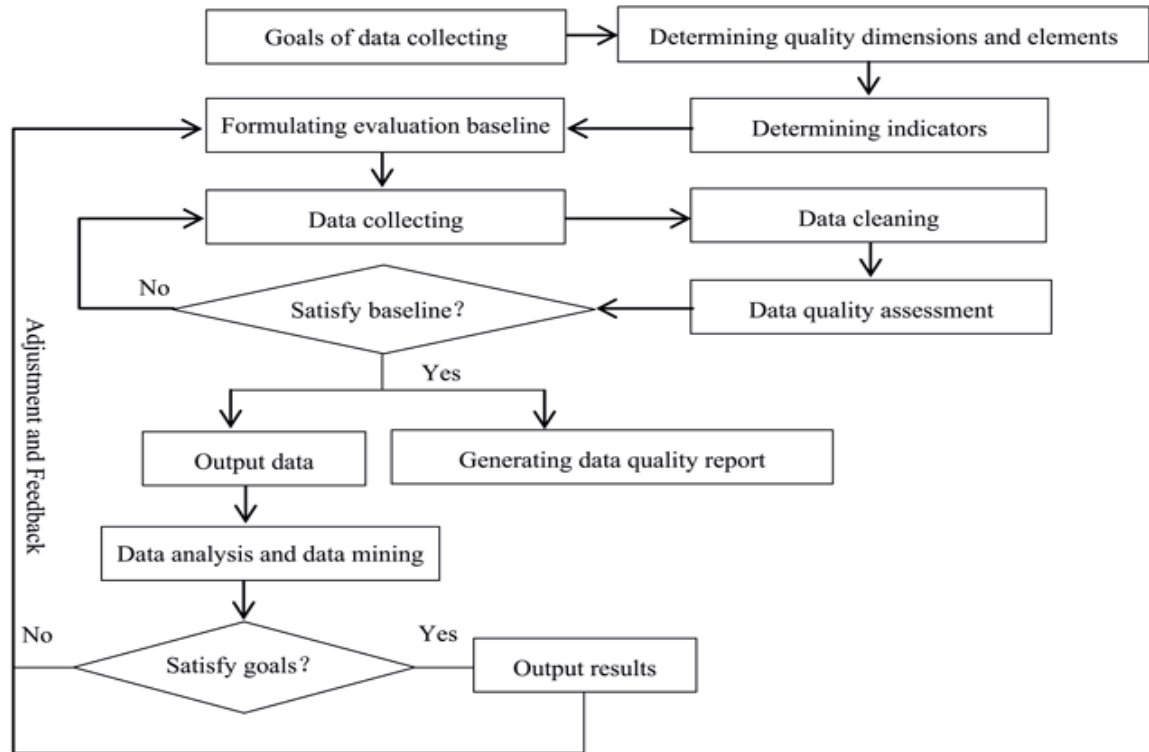 Goals of data collecting
Determining quality dimensions and elements
Formulating evaluation baseline
Determining indicators
Data collecting
Data cleaning
No
Satisfy baseline?
Data quality assessment
Adjustment and Feedback
Yes
Output data
Generating data quality report
Data analysis and data mining
No
Yes
Satisfy goals?
Output results